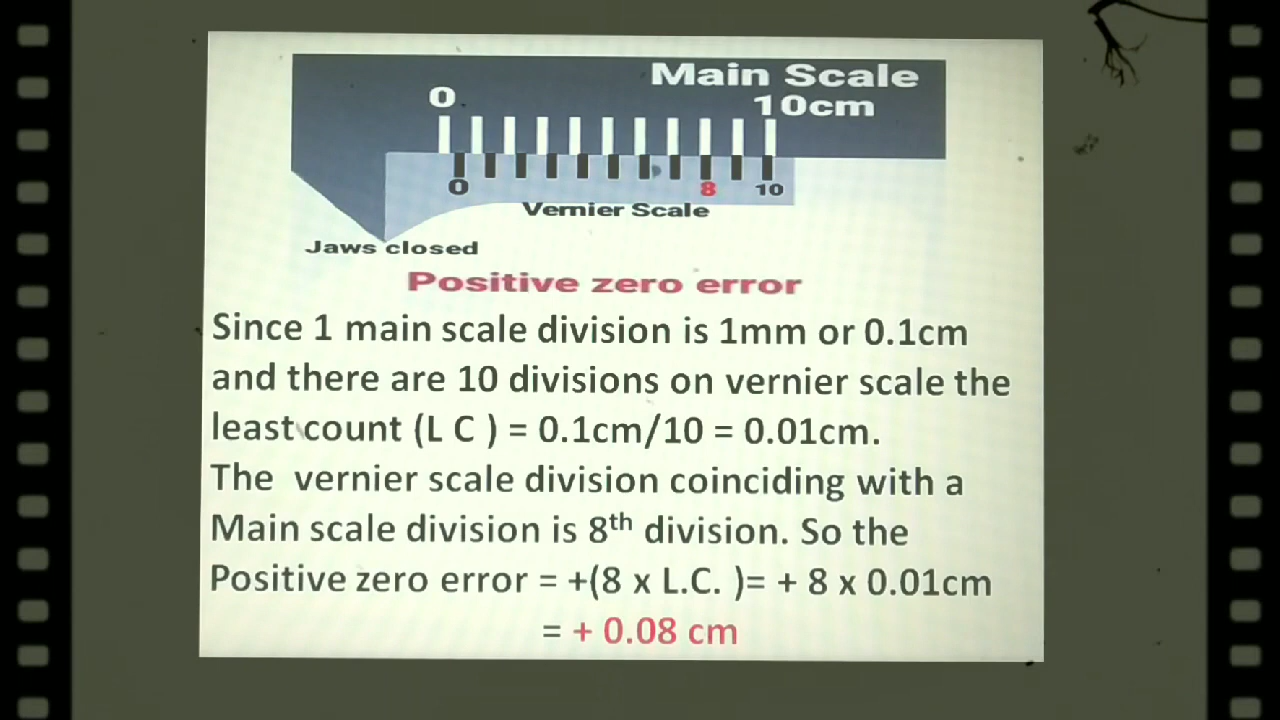 Main Scale
0
10cm
0
8
10
Vernier Scale
Jaws closed
Positive zero error
Since 1 main scale division is 1mm or 0.1cm
and there are 10 divisions on vernier scale the
least count (L C ) = 0.1cm/10 = 0.01cm.
The vernier scale division coinciding with a
Main scale division is 8th division. So the
Positive zero error = +(8 x L.C. )= + 8 x 0.01cm
= + 0.08 cm